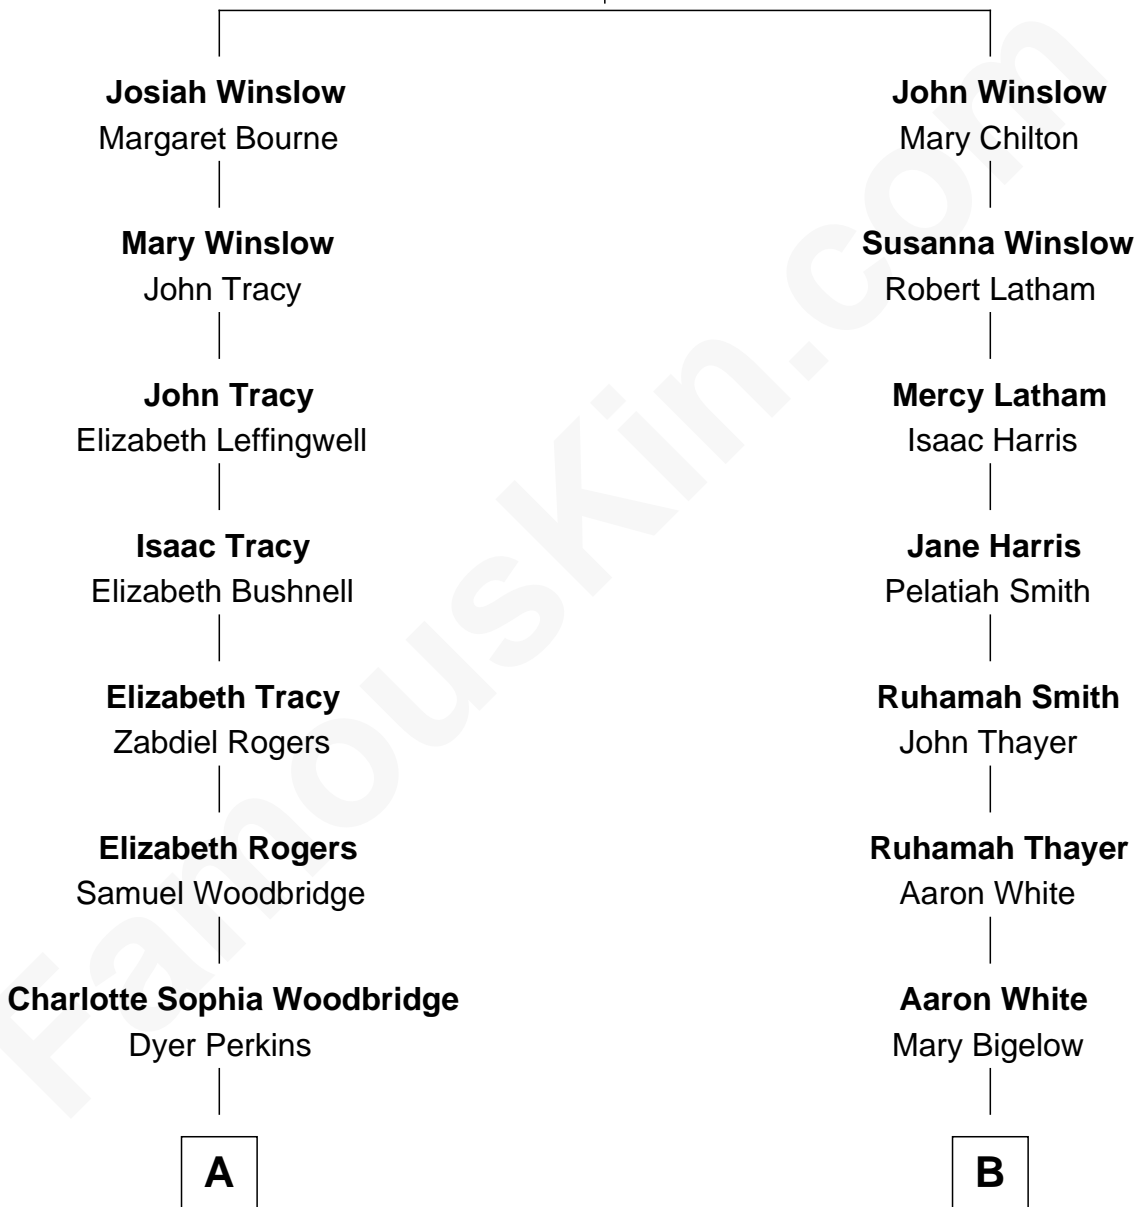 Josiah Winslow
Margaret Bourne
Mary Winslow
John Tracy
John Tracy
Elizabeth Leffingwell
Isaac Tracy
Elizabeth Bushnell
Elizabeth Tracy
Zabdiel Rogers
Elizabeth Rogers
Samuel Woodbridge
Charlotte Sophia Woodbridge
Dyer Perkins
A
John Winslow
Mary Chilton
Susanna Winslow
Robert Latham
Mercy Latham
Isaac Harris
Jane Harris
Pelatiah Smith
Ruhamah Smith
John Thayer
Ruhamah Thayer
Aaron White
Aaron White
Mary Bigelow
B
FamousKin.com